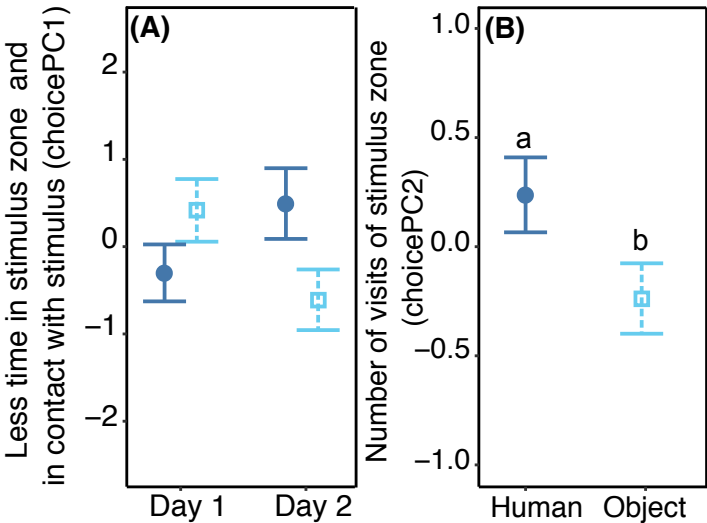 Less time in stimulus zone and
in contact with stimulus (choicePC1)
(A)
2
1
0
−1
−2
Day 1 Day 2
Number of visits of stimulus zone
(choicePC2)
(B)
1.0
0.5
0.0
−0.5
−1.0
a
b
Human Object